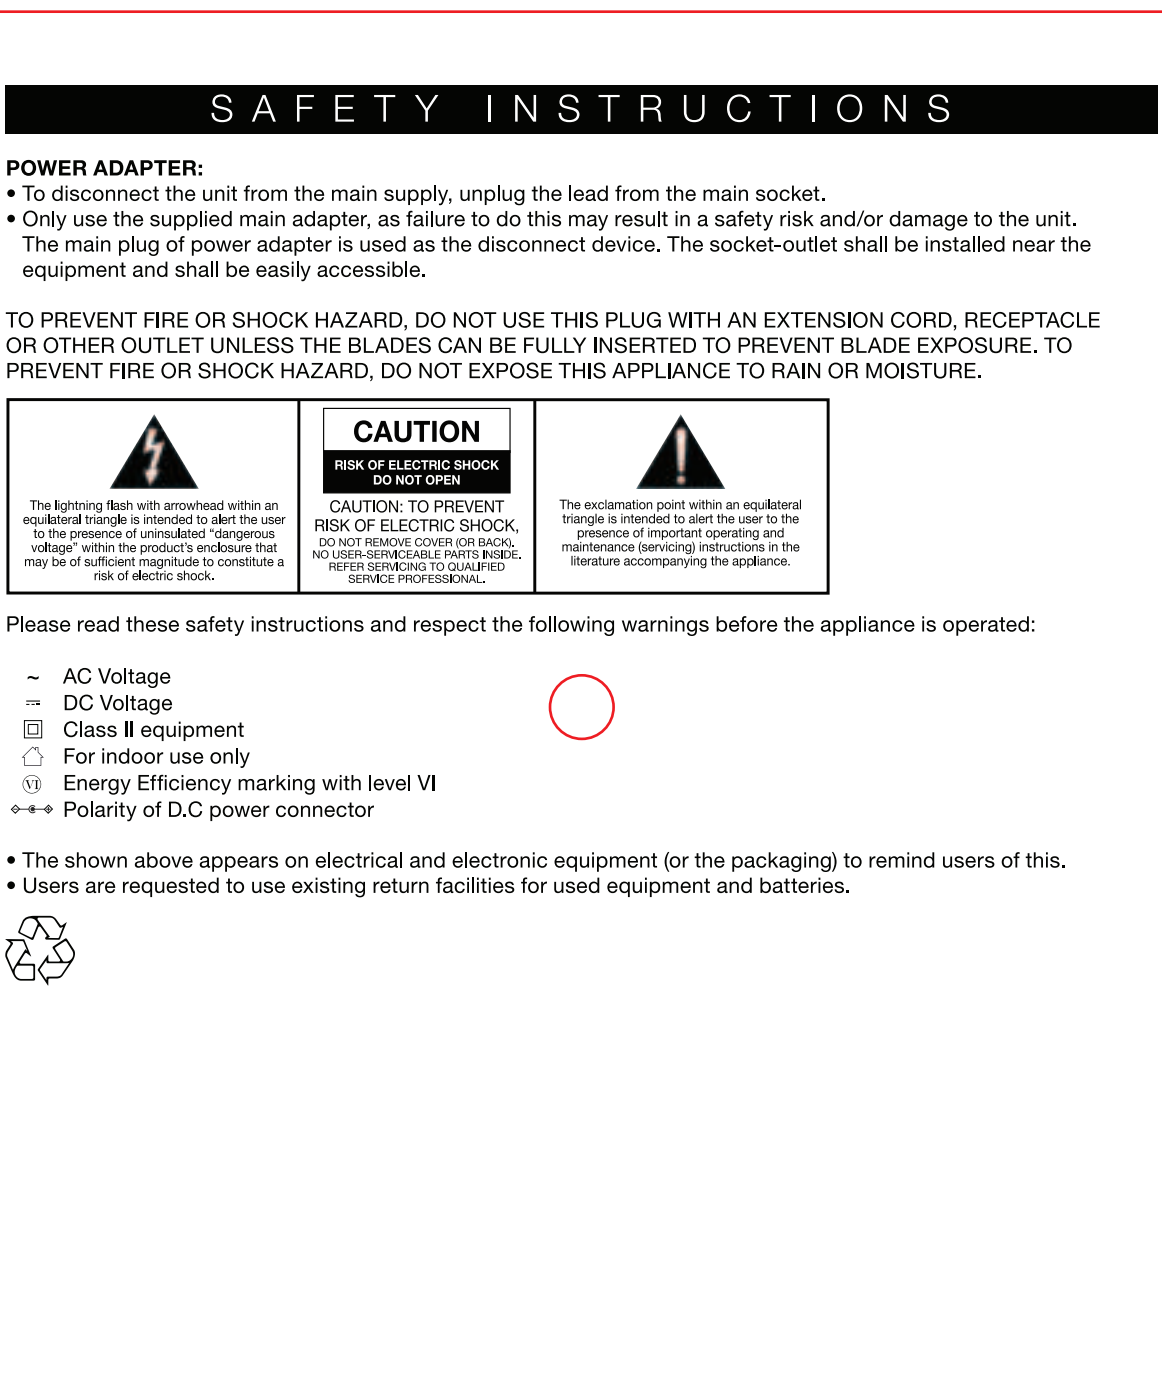 SAFETY INSTRUCTIONS
POWER ADAPTER:
• To disconnect the unit from the main supply, unplug the lead from the main socket.
• Only use the supplied main adapter, as failure to do this may result in a safety risk and/or damage to the unit.
The main plug of power adapter is used as the disconnect device. The socket-outlet shall be installed near the
equipment and shall be easily accessible.
TO PREVENT FIRE OR SHOCK HAZARD, DO NOT USE THIS PLUG WITH AN EXTENSION CORD, RECEPTACLE
OR OTHER OUTLET UNLESS THE BLADES CAN BE FULLY INSERTED TO PREVENT BLADE EXPOSURE. TO
PREVENT FIRE OR SHOCK HAZARD, DO NOT EXPOSE THIS APPLIANCE TO RAIN OR MOISTURE.
The lightning flash with arrowhead within an
equilateral triangle is intended to alert the user
to the presence of uninsulated “dangerous
voltage” within the product’s enclosure that
may be of sufficient magnitude to constitute a
risk of electric shock.
CAUTION
RISK OF ELECTRIC SHOCK
DO NOT OPEN
CAUTION: TO PREVENT
RISK OF ELECTRIC SHOCK,
DO NOT REMOVE COVER (OR BACK).
NO USER-SERVICEABLE PARTS INSIDE.
REFER SERVICING TO QUALIFIED
SERVICE PROFESSIONAL.
The exclamation point within an equilateral
triangle is intended to alert the user to the
presence of important operating and
maintenance (servicing) instructions in the
literature accompanying the appliance.
Please read these safety instructions and respect the following warnings before the appliance is operated:
~ AC Voltage
⎓ DC Voltage
Class II equipment
For indoor use only
VI Energy Efficiency marking with level VI
Polarity of D.C power connector
• The shown above appears on electrical and electronic equipment (or the packaging) to remind users of this.
• Users are requested to use existing return facilities for used equipment and batteries.